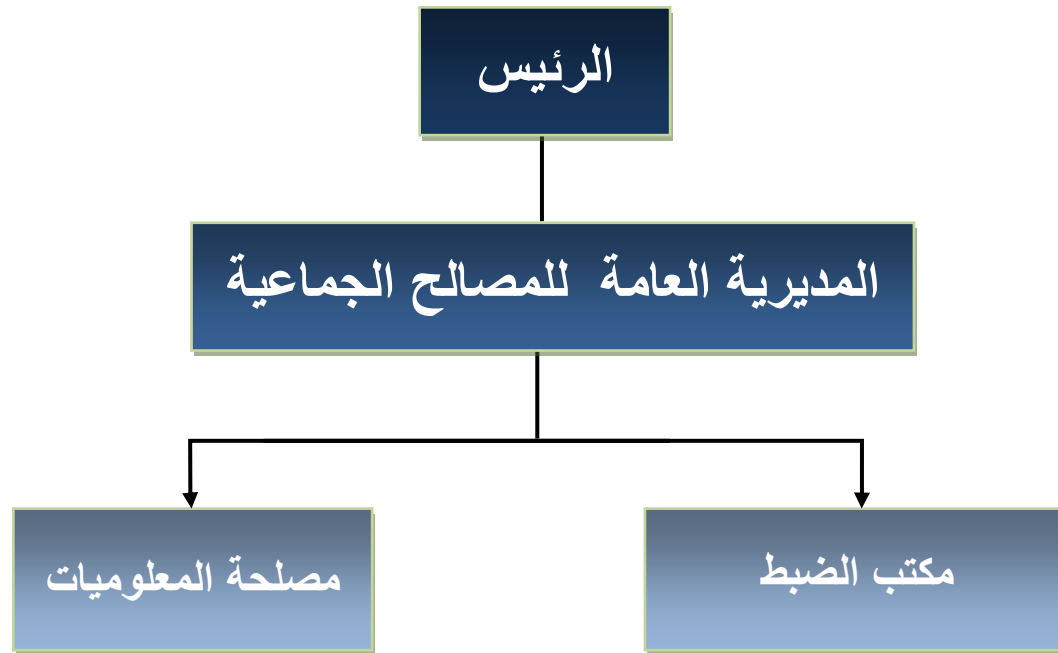 الرئيس
المديرية العامة للمصالح الجماعية
مكتب الضبط
مصلحة المعلوميات